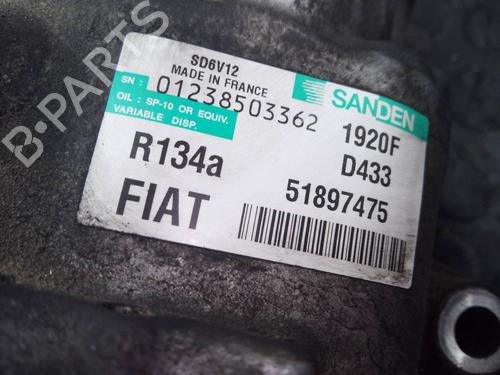 SD6V12
MADE IN FRANCE
SN : 01238503362
OIL : SP-10 OR EQUIV.
VARIABLE DISP.
SANDEN
1920F
R134a
D433
FIAT
51897475
B-PARTS